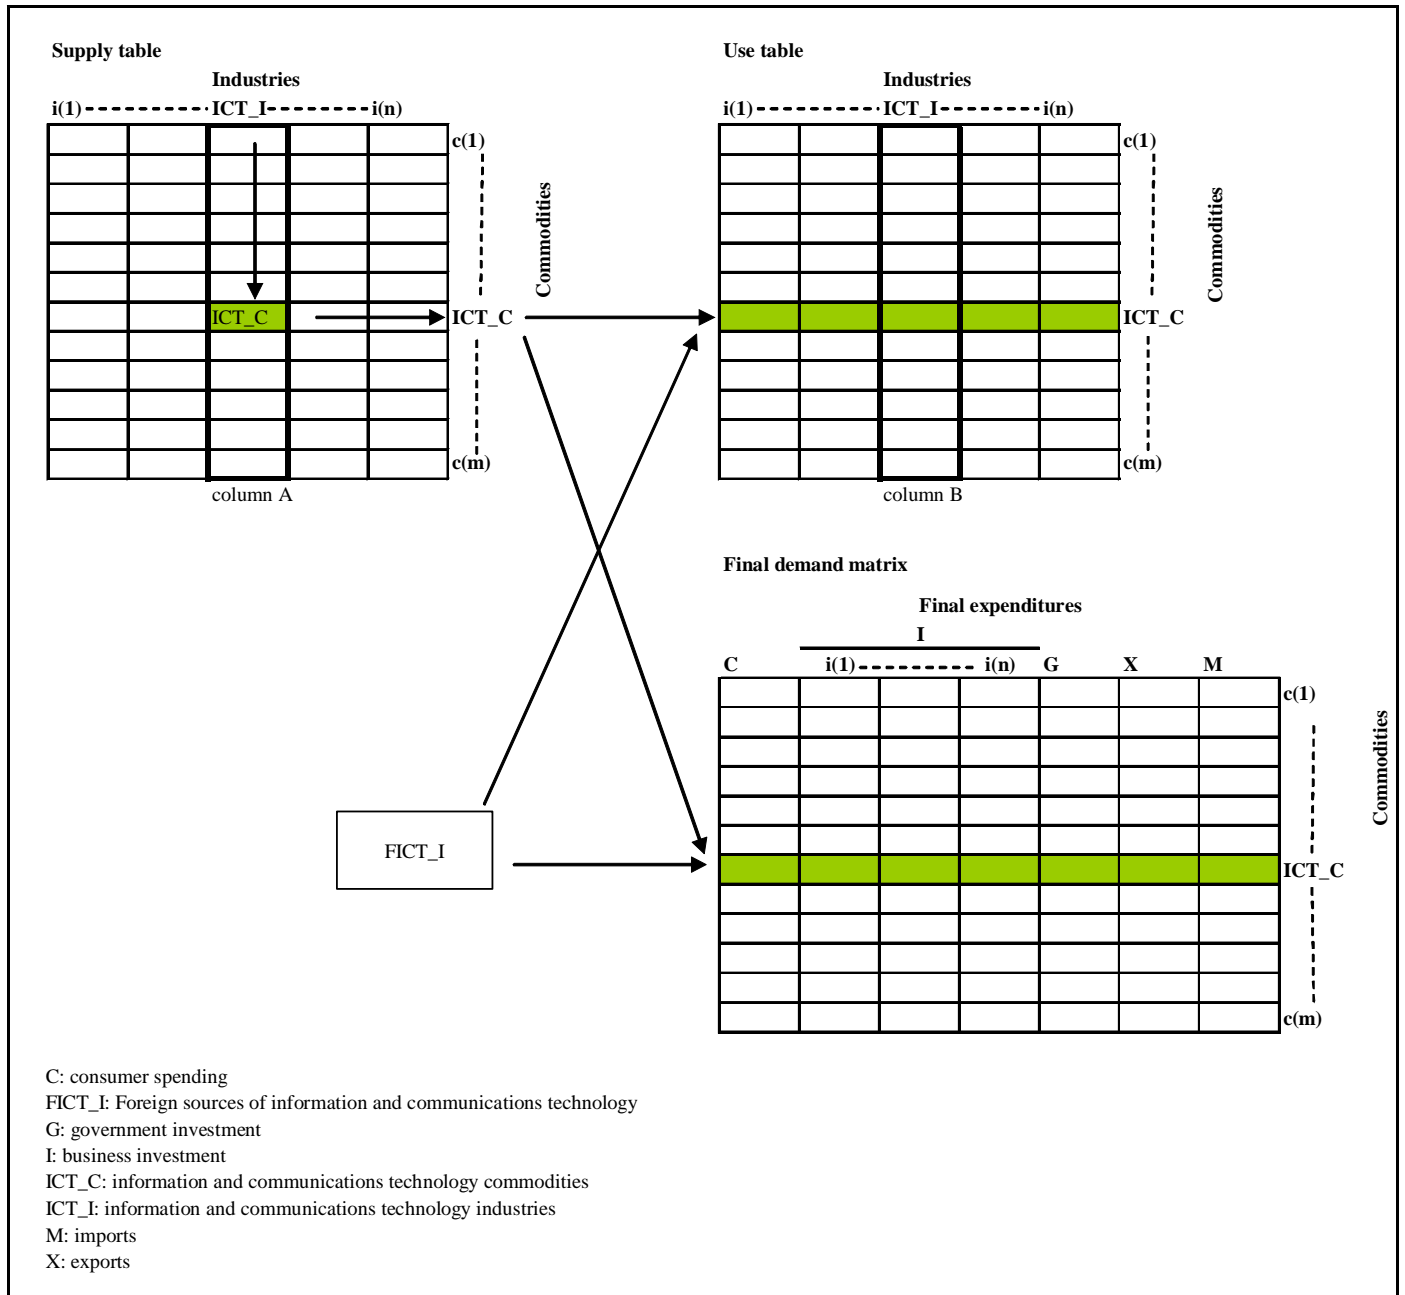 Supply table
Industries
i(1) ICT_I i(n)
c(1)
Commodities
ICT_C
ICT_C
c(m)
column A
Use table
Industries
i(1) ICT_I i(n)
c(1)
Commodities
ICT_C
c(m)
column B
Final demand matrix
Final expenditures
I
C i(1) i(n) G X M
c(1)
Commodities
ICT_C
c(m)
FICT_I
C: consumer spending
FICT_I: Foreign sources of information and communications technology
G: government investment
I: business investment
ICT_C: information and communications technology commodities
ICT_I: information and communications technology industries
M: imports
X: exports